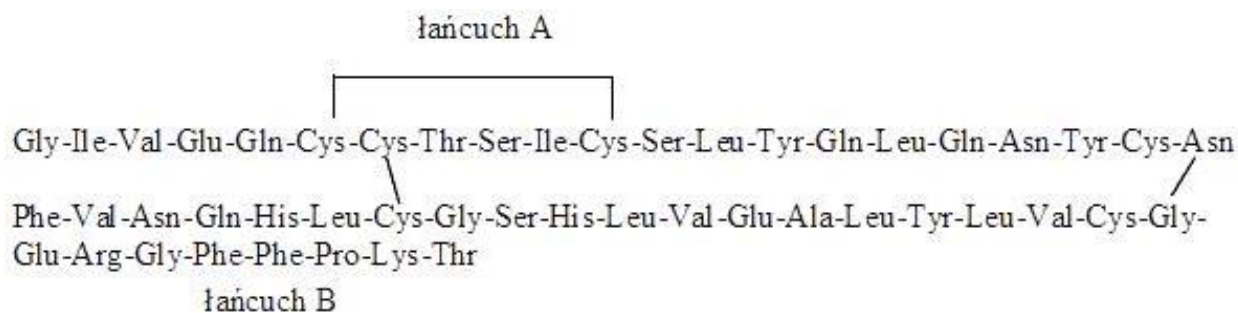 łańcuch A
Gly-Ile-Val-Glu-Gln-Cys-Cys-Thr-Ser-Ile-Cys-Ser-Leu-Tyr-Gln-Leu-Gln-Asn-Tyr-Cys-Asn
Phe-Val-Asn-Gln-His-Leu-Cys-Gly-Ser-His-Leu-Val-Glu-Ala-Leu-Tyr-Leu-Val-Cys-Gly-
Glu-Arg-Gly-Phe-Phe-Pro-Lys-Thr
łańcuch B